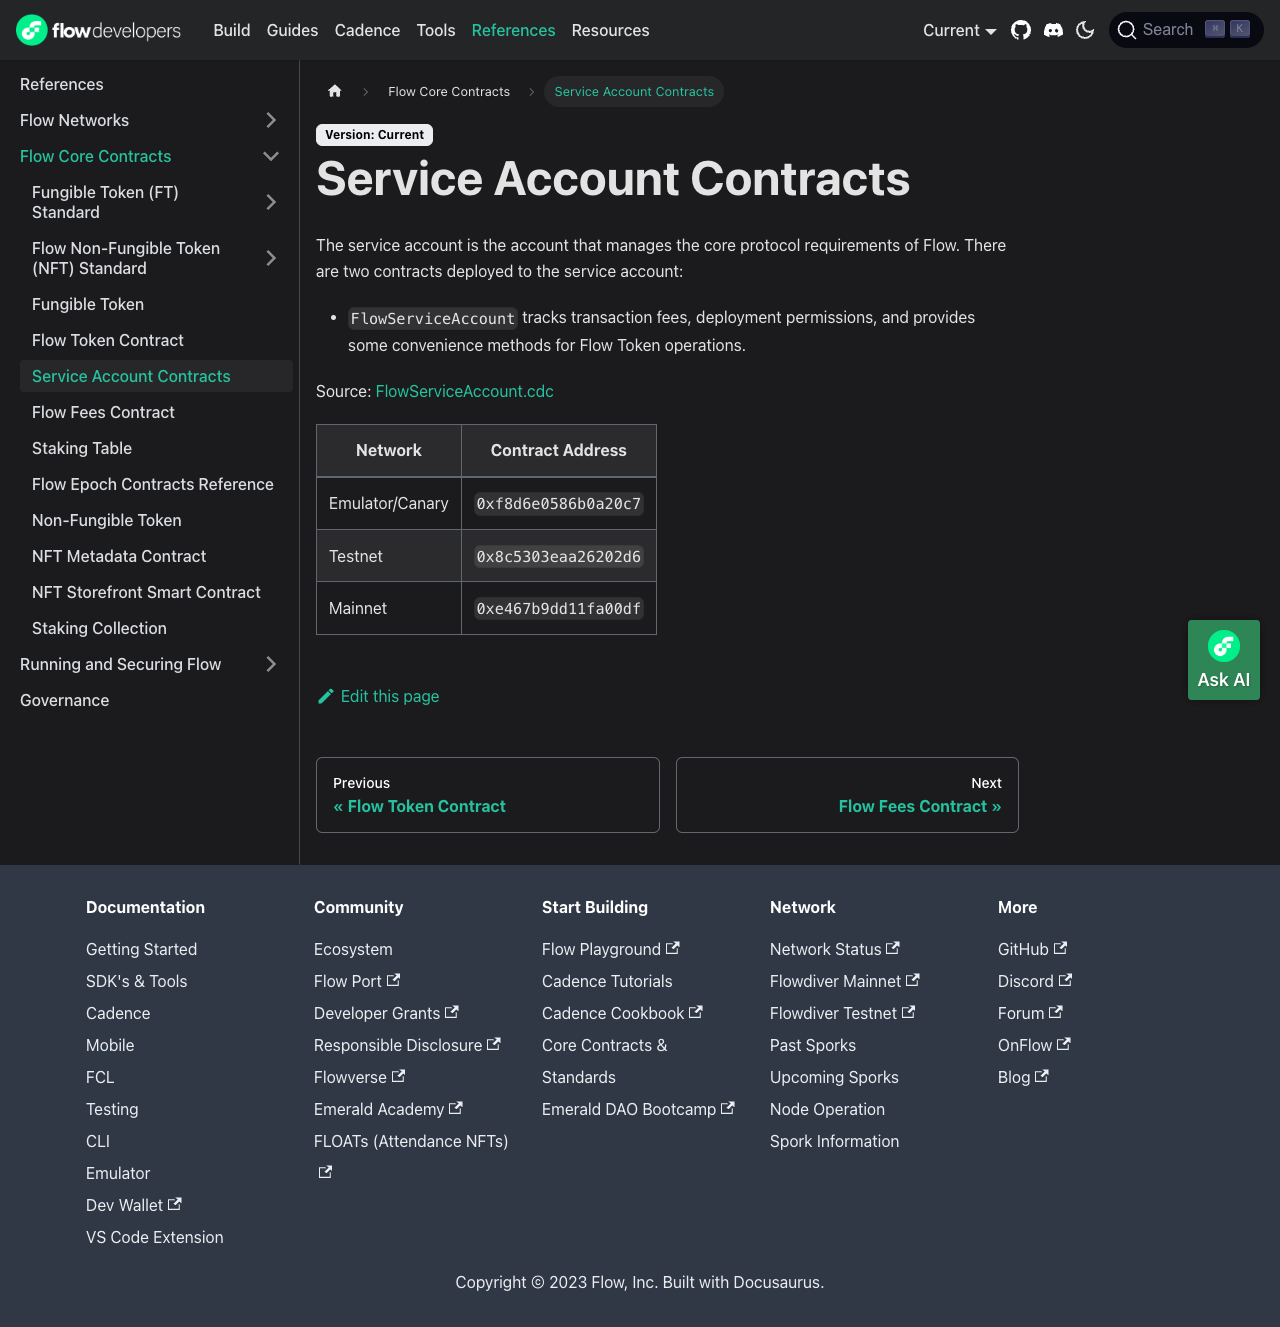 flowdevelopers Build Guides Cadence Tools References Resources Current Search ⌘ K
References
Flow Networks
Flow Core Contracts
Fungible Token (FT)
Standard
Flow Non-Fungible Token
(NFT) Standard
Fungible Token
Flow Token Contract
Service Account Contracts
Flow Fees Contract
Staking Table
Flow Epoch Contracts Reference
Non-Fungible Token
NFT Metadata Contract
NFT Storefront Smart Contract
Staking Collection
Running and Securing Flow
Governance
Flow Core Contracts Service Account Contracts
Version: Current
Service Account Contracts
The service account is the account that manages the core protocol requirements of Flow. There
are two contracts deployed to the service account:
• FlowServiceAccount tracks transaction fees, deployment permissions, and provides
some convenience methods for Flow Token operations.
Source: FlowServiceAccount.cdc
Network Contract Address
Emulator/Canary 0xf8d6e0586b0a20c7
Testnet 0x8c5303eaa26202d6
Mainnet 0xe467b9dd11fa00df
Edit this page
Previous
« Flow Token Contract
Next
Flow Fees Contract »
Ask AI
Documentation
Getting Started
SDK's & Tools
Cadence
Mobile
FCL
Testing
CLI
Emulator
Dev Wallet
VS Code Extension
Community
Ecosystem
Flow Port
Developer Grants
Responsible Disclosure
Flowverse
Emerald Academy
FLOATs (Attendance NFTs)
Start Building
Flow Playground
Cadence Tutorials
Cadence Cookbook
Core Contracts &
Standards
Emerald DAO Bootcamp
Network
Network Status
Flowdiver Mainnet
Flowdiver Testnet
Past Sporks
Upcoming Sporks
Node Operation
Spork Information
More
GitHub
Discord
Forum
OnFlow
Blog
Copyright © 2023 Flow, Inc. Built with Docusaurus.